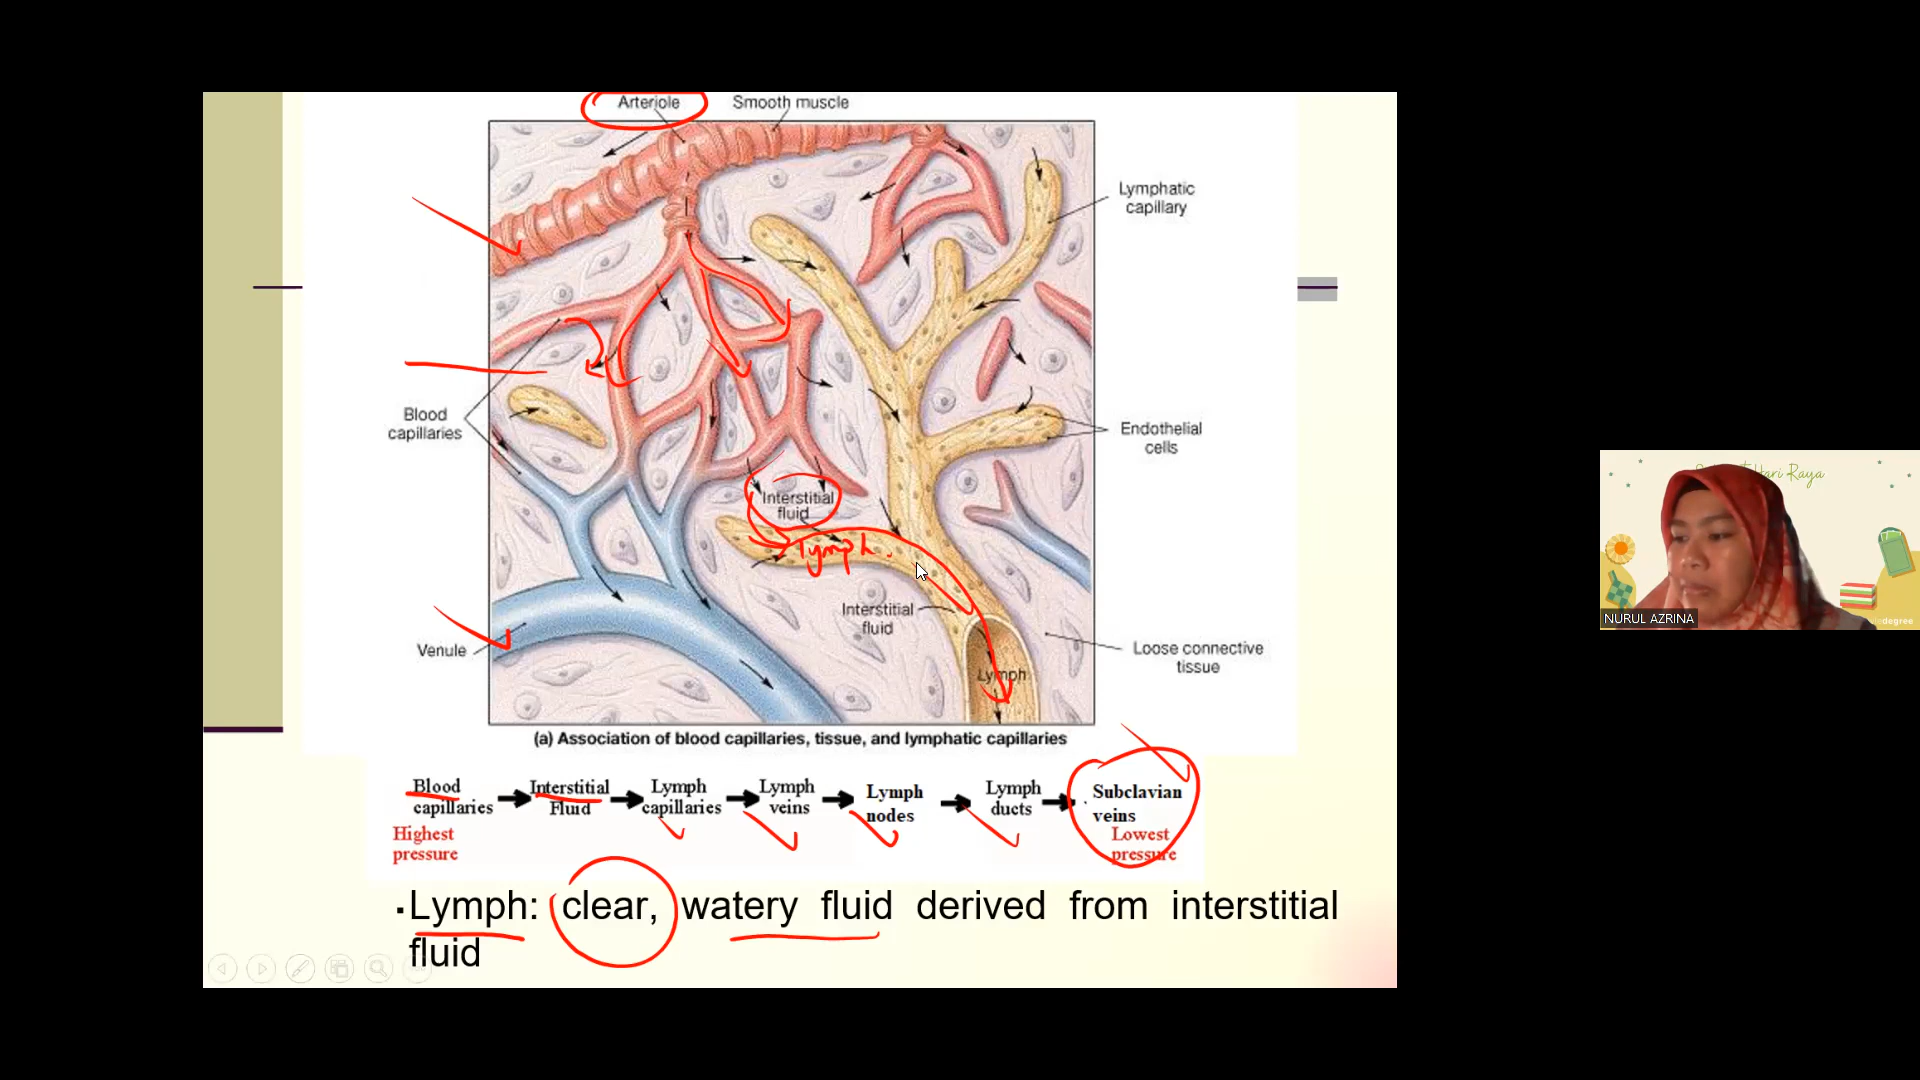 Arteriole
Smooth muscle
Lymphatic
capillary
Blood
capillaries
Endothelial
cells
Interstitial
fluid
lymph.
Interstitial
fluid
Venule
Loose connective
tissue
Lymph
(a) Association of blood capillaries, tissue, and lymphatic capillaries
Blood
capillaries
Interstitial
Fluid
Lymph
capillaries
Lymph
veins
Lymph
nodes
Lymph
ducts
Subclavian
veins
Highest
pressure
Lowest
pressure
Lymph: clear, watery fluid derived from interstitial
fluid
Hari Raya
NURUL AZRINA